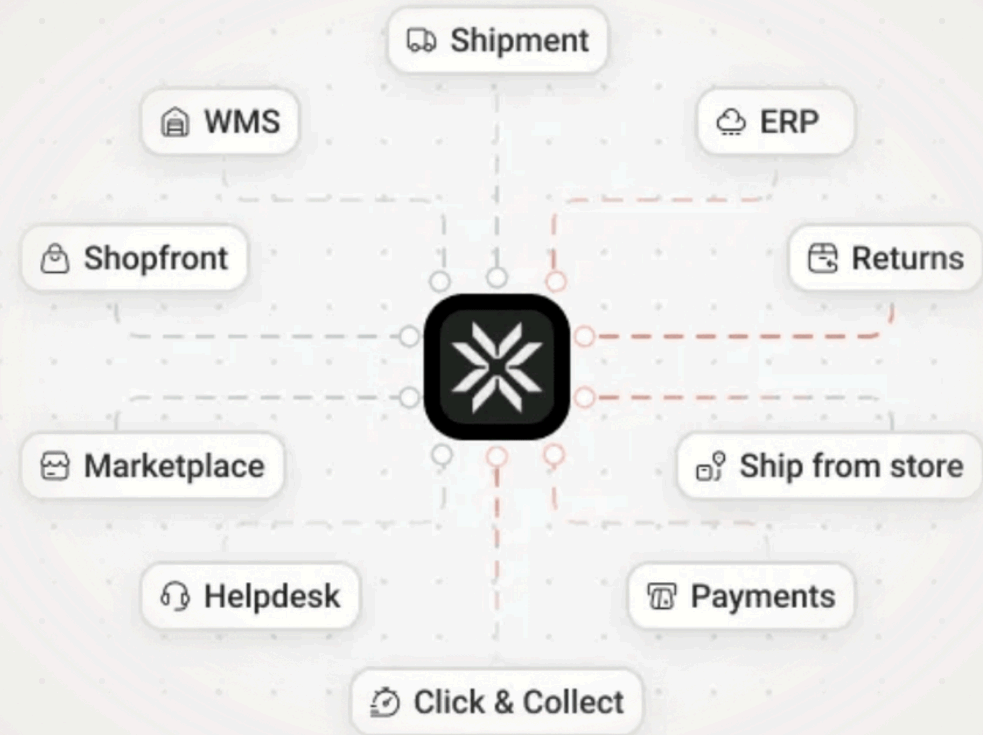 Shipment
WMS
ERP
Shopfront
Returns
Marketplace
Ship from store
Helpdesk
Payments
Click & Collect